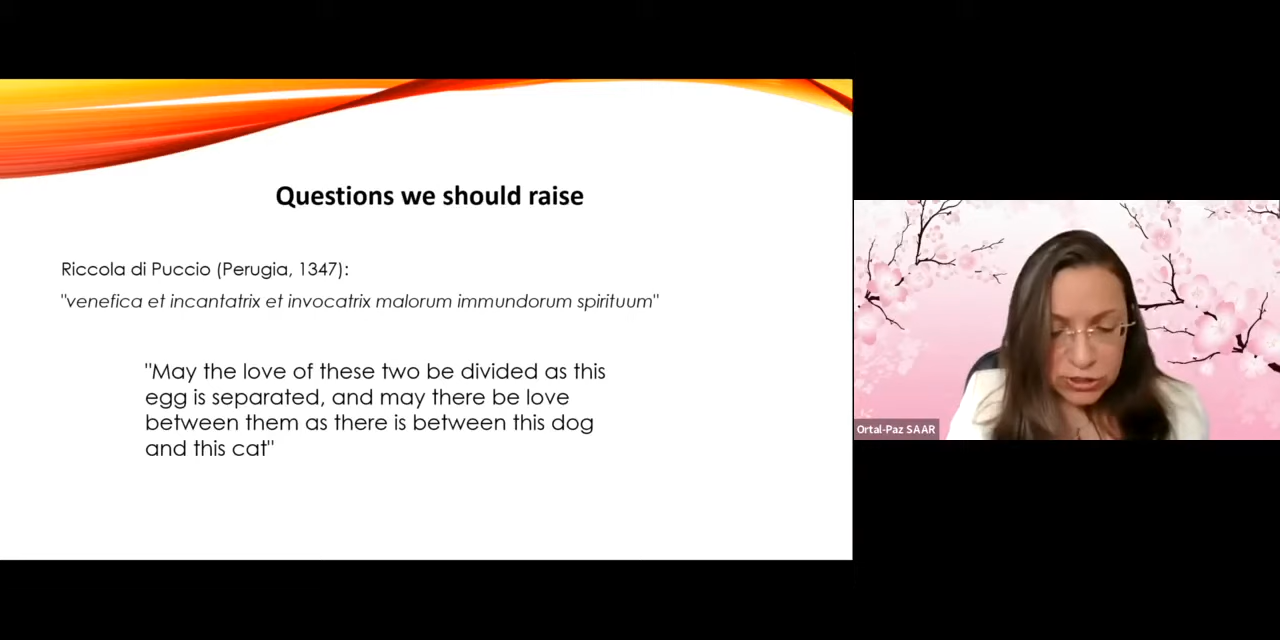 Questions we should raise
Riccola di Puccio (Perugia, 1347):
"venefica et incantatrix et invocatrix malorum immundorum spirituum"
"May the love of these two be divided as this
egg is separated, and may there be love
between them as there is between this dog
and this cat"
Ortal-Paz SAAR